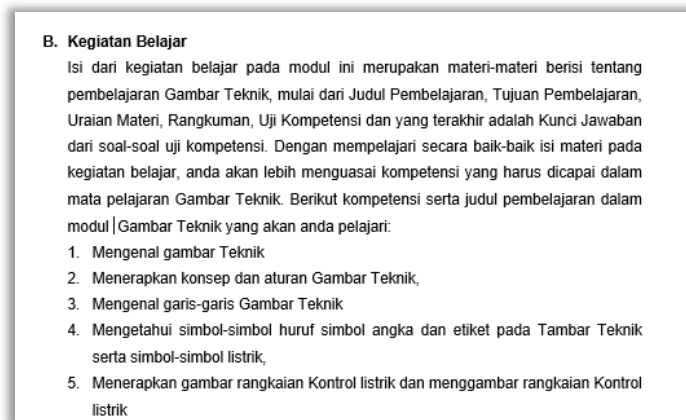 B. Kegiatan Belajar
Isi dari kegiatan belajar pada modul ini merupakan materi-materi berisi tentang
pembelajaran Gambar Teknik, mulai dari Judul Pembelajaran, Tujuan Pembelajaran,
Uraian Materi, Rangkuman, Uji Kompetensi dan yang terakhir adalah Kunci Jawaban
dari soal-soal uji kompetensi. Dengan mempelajari secara baik-baik isi materi pada
kegiatan belajar, anda akan lebih menguasai kompetensi yang harus dicapai dalam
mata pelajaran Gambar Teknik. Berikut kompetensi serta judul pembelajaran dalam
modul Gambar Teknik yang akan anda pelajari:
1. Mengenal gambar Teknik
2. Menerapkan konsep dan aturan Gambar Teknik,
3. Mengenal garis-garis Gambar Teknik
4. Mengetahui simbol-simbol huruf simbol angka dan etiket pada Tambar Teknik
serta simbol-simbol listrik,
5. Menerapkan gambar rangkaian Kontrol listrik dan menggambar rangkaian Kontrol
listrik